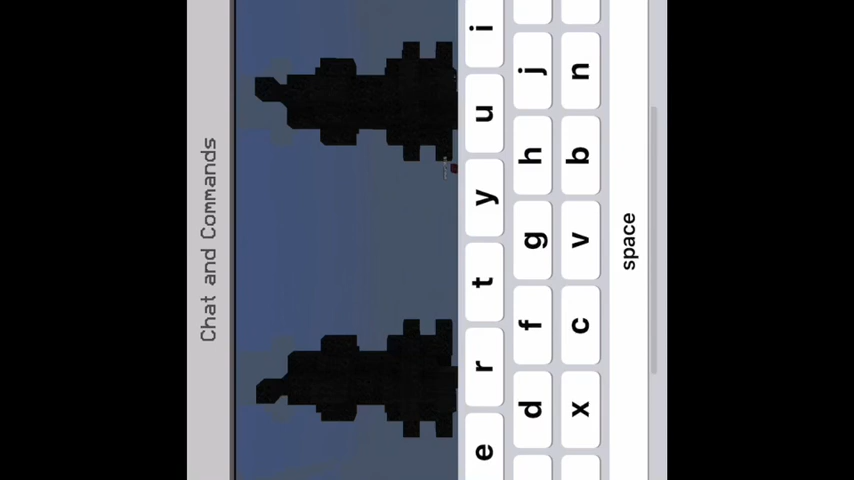 Chat and Commands
e r t y u i
d f g h j
x c v b n
space